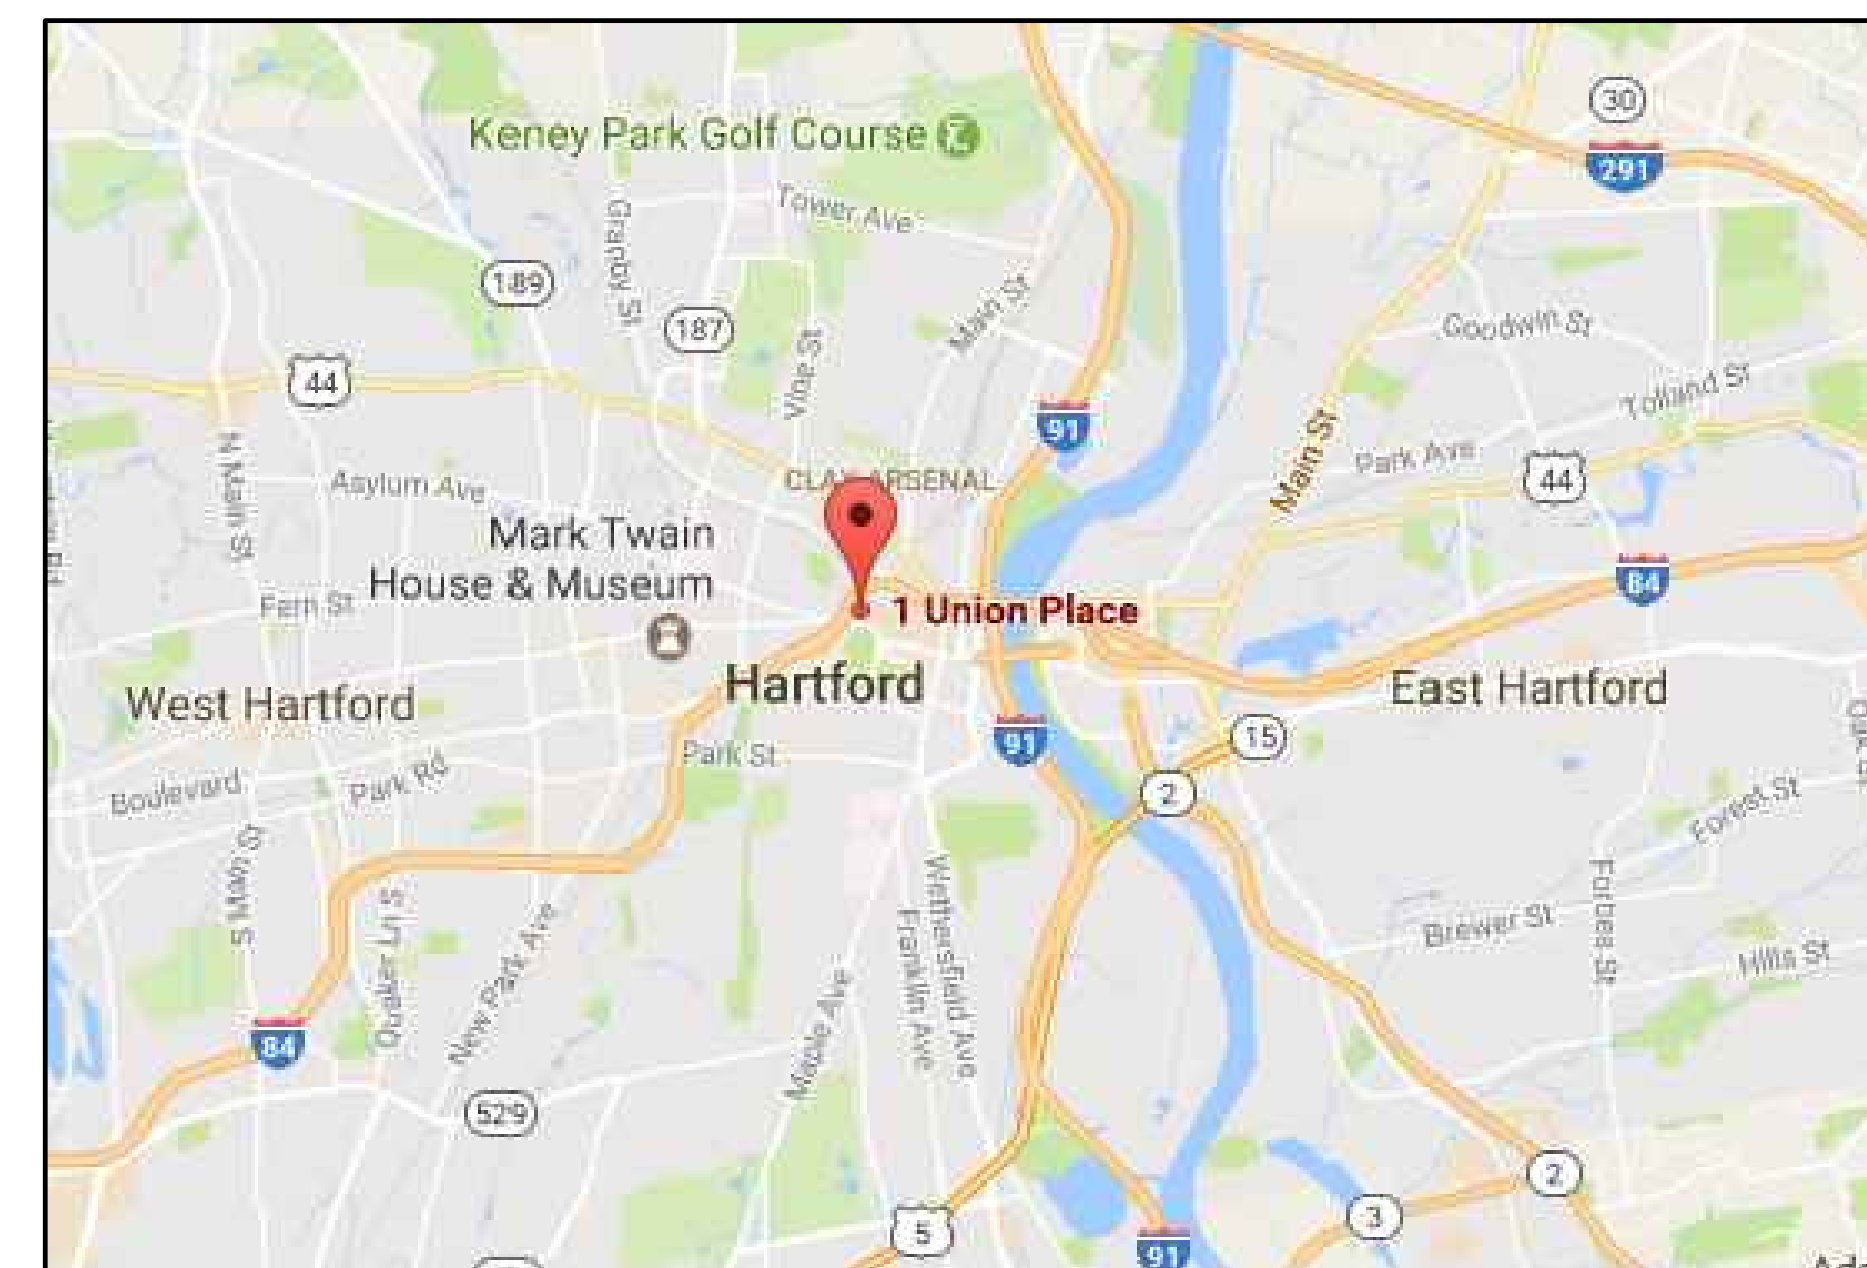 30
Keney Park Golf Course
291
Tower Ave
Granby St
189
Main St
187
Goodwin St
Vine St
44
Tolland St
91
N Main St
Main St
Park Ave
44
Asylum Ave
CLAY ARSENAL
Mark Twain
House & Museum
84
Fern St
1 Union Place
Hartford
East Hartford
West Hartford
91
15
Park St
Park Rd
Boulevard
2
Forest St
S Main St
Forbes St
Quaker Ln S
New Park Ave
Wethersfield Ave
Franklin Ave
Brewer St
Hills St
Maple Ave
84
529
2
3
5
91